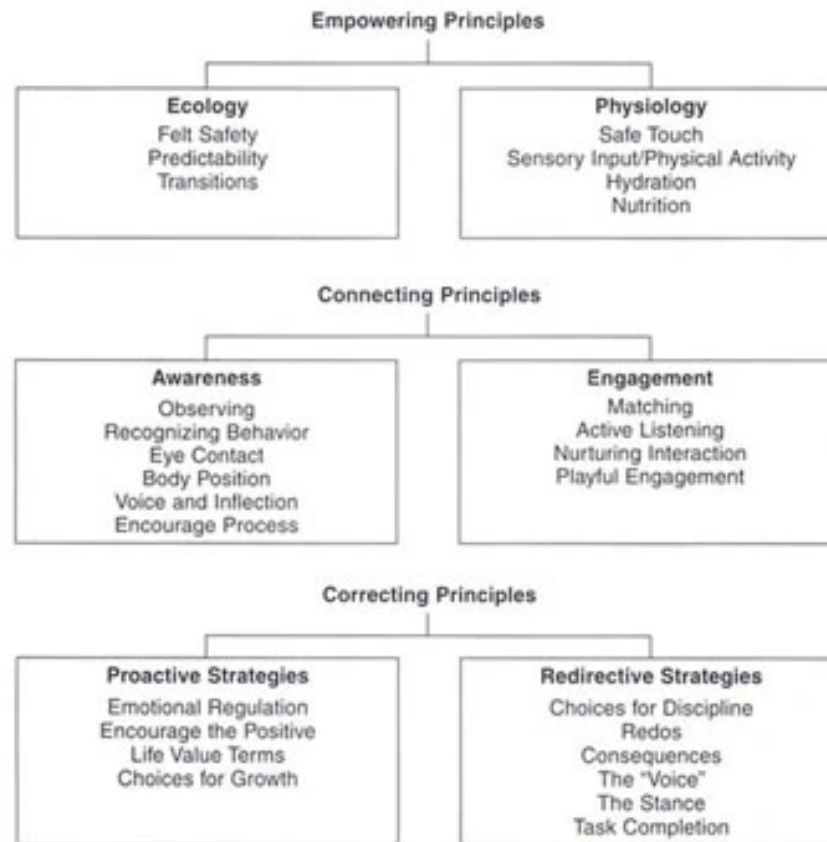 Empowering Principles
Ecology
Felt Safety
Predictability
Transitions
Physiology
Safe Touch
Sensory Input/Physical Activity
Hydration
Nutrition
Connecting Principles
Awareness
Observing
Recognizing Behavior
Eye Contact
Body Position
Voice and Inflection
Encourage Process
Engagement
Matching
Active Listening
Nurturing Interaction
Playful Engagement
Correcting Principles
Proactive Strategies
Emotional Regulation
Encourage the Positive
Life Value Terms
Choices for Growth
Redirective Strategies
Choices for Discipline
Redos
Consequences
The "Voice"
The Stance
Task Completion